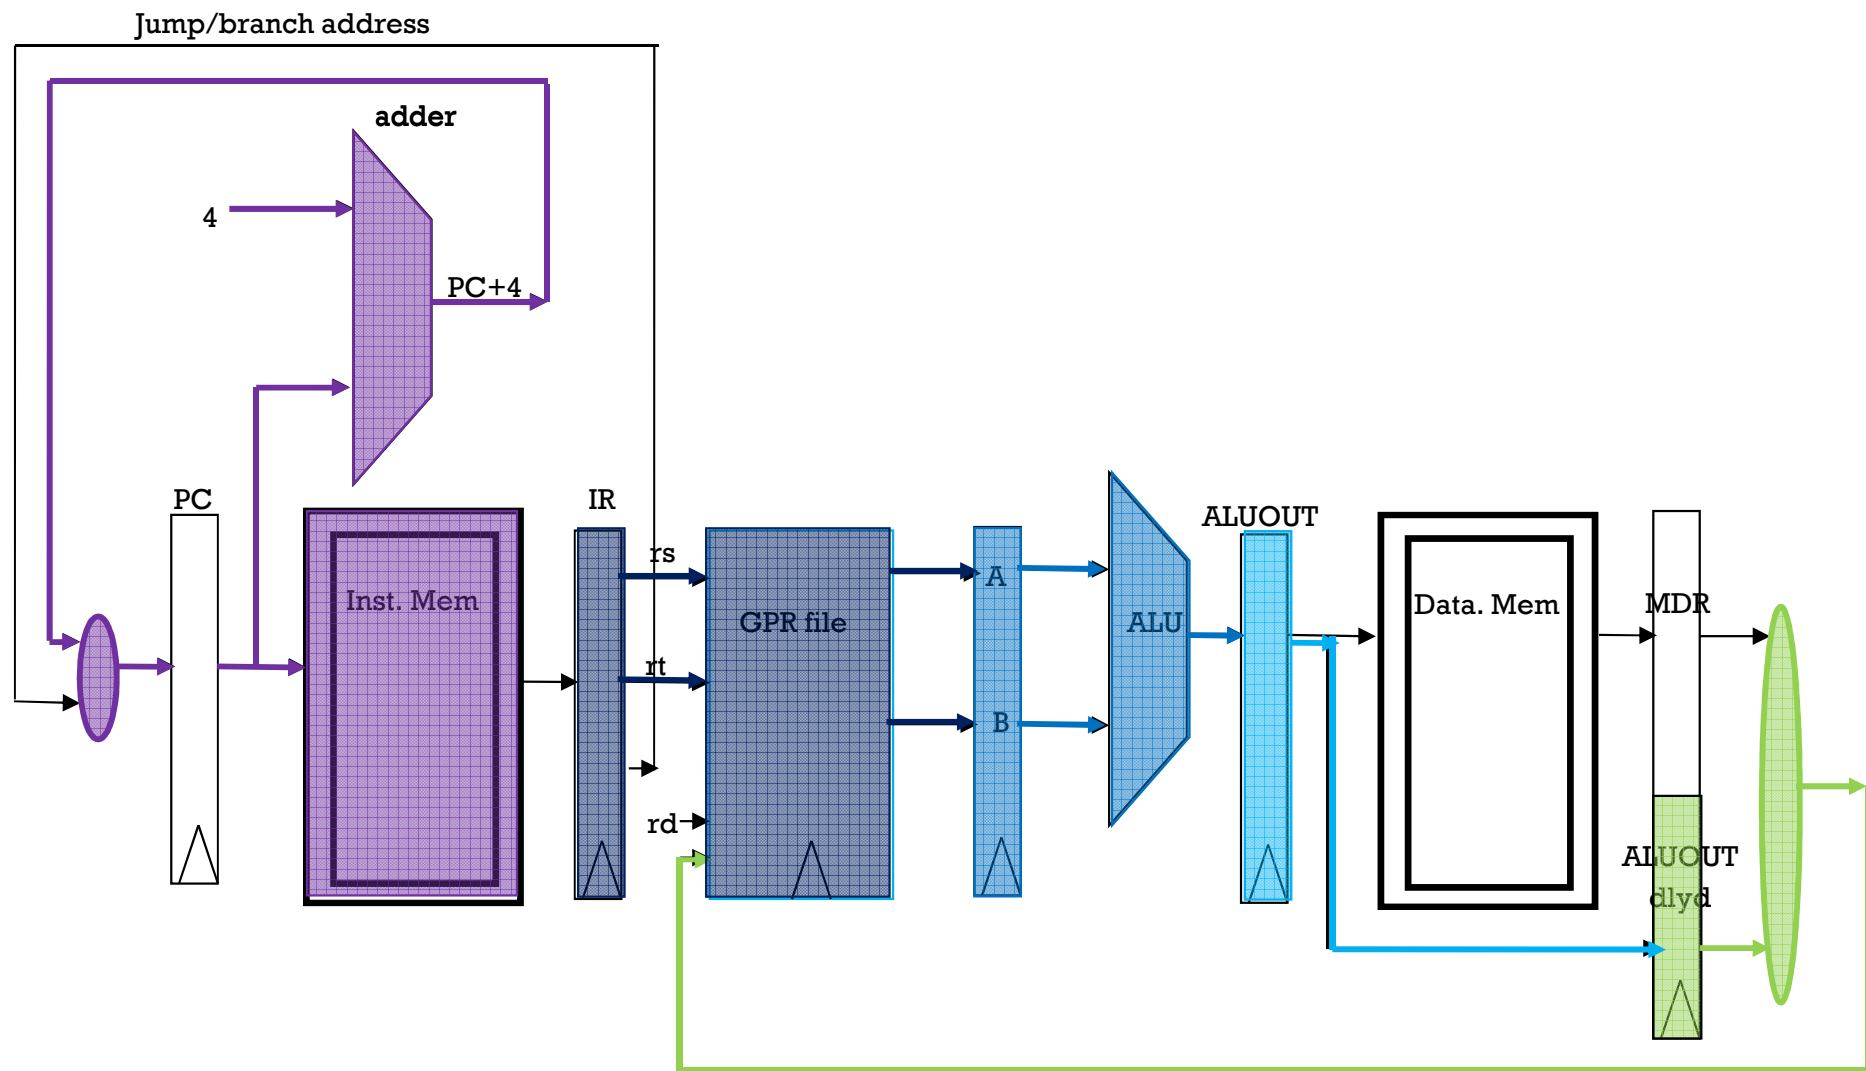 Jump/branch address
adder
4
PC+4
PC
IR
ALUOUT
rs
Inst. Mem
GPR file
A
ALU
Data. Mem
MDR
rt
B
rd
ALUOUT
dlyd